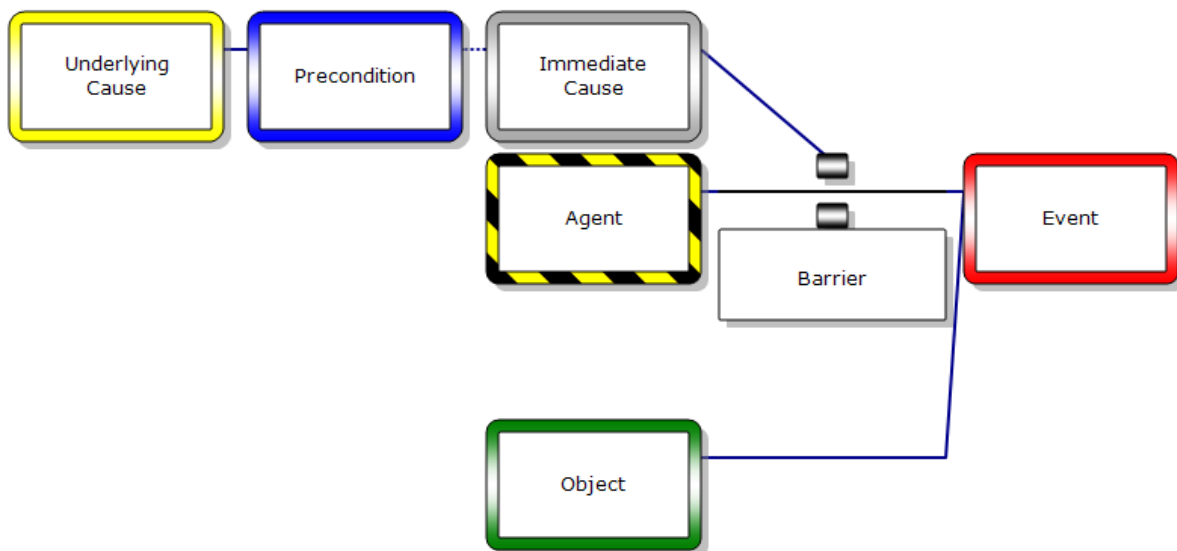 Underlying
Cause
Precondition
Immediate
Cause
Agent
Event
Barrier
Object